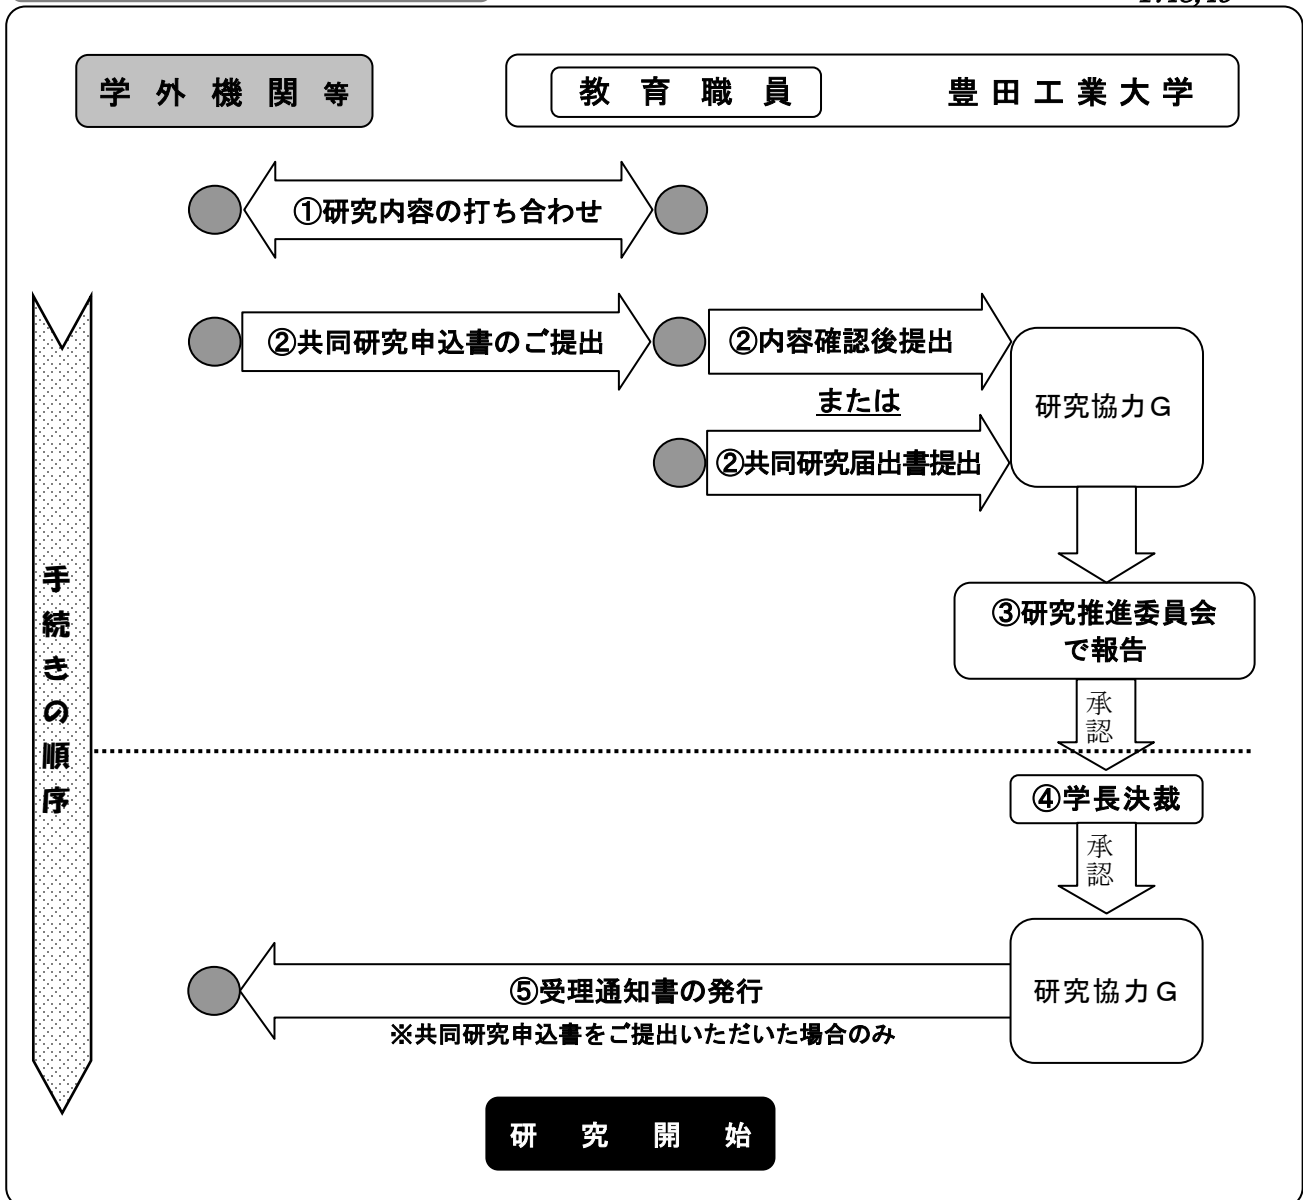 学外機関等
教育職員 豊田工業大学
①研究内容の打ち合わせ
②共同研究申込書のご提出
②内容確認後提出
または
②共同研究届出書提出
研究協力G
手続きの順序
③研究推進委員会
で報告
承認
④学長決裁
承認
⑤受理通知書の発行
※共同研究申込書をご提出いただいた場合のみ
研究協力G
研究開始